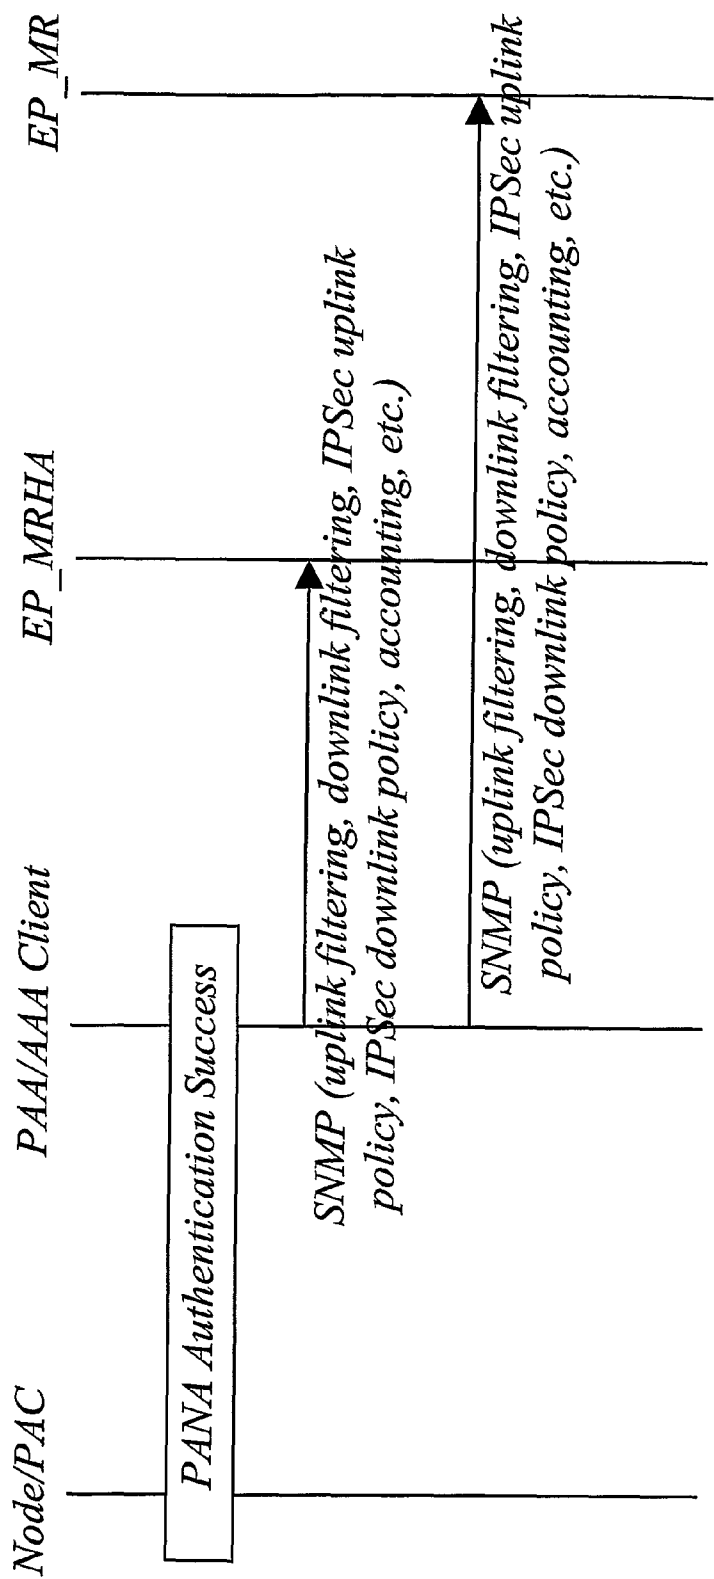 Node/PAC
PAA/AAA Client
EP_MRHA
EP_MR
PANA Authentication Success
SNMP (uplink filtering, downlink filtering, IPSec uplink
policy, IPSec downlink policy, accounting, etc.)
SNMP (uplink filtering, downlink filtering, IPSec uplink
policy, IPSec downlink policy, accounting, etc.)